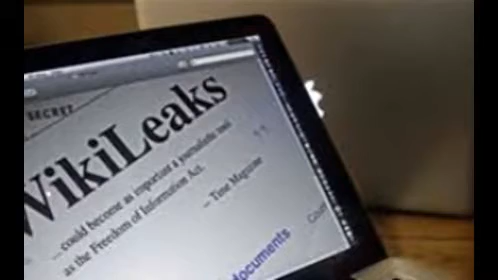 SECRET
WikiLeaks
... could become as important a journalistic tool
as the Freedom of Information Act.
... Time Magazine
documents